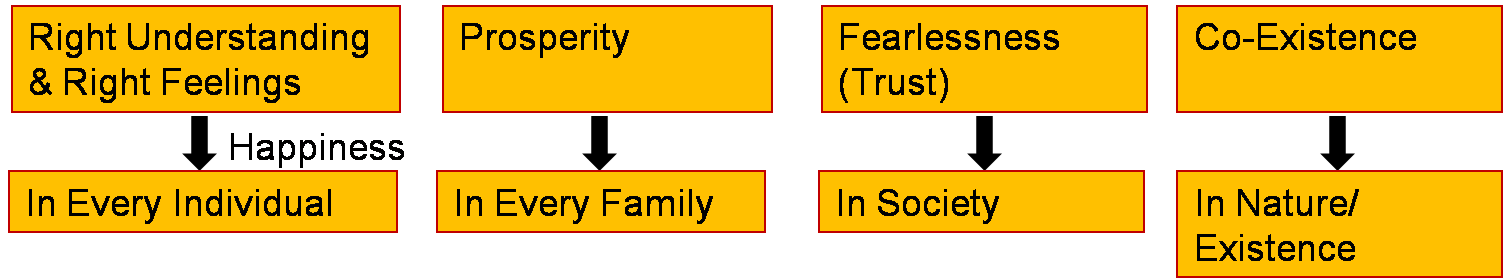 Right Understanding
& Right Feelings
Happiness
In Every Individual
Prosperity
In Every Family
Fearlessness
(Trust)
In Society
Co-Existence
In Nature/
Existence